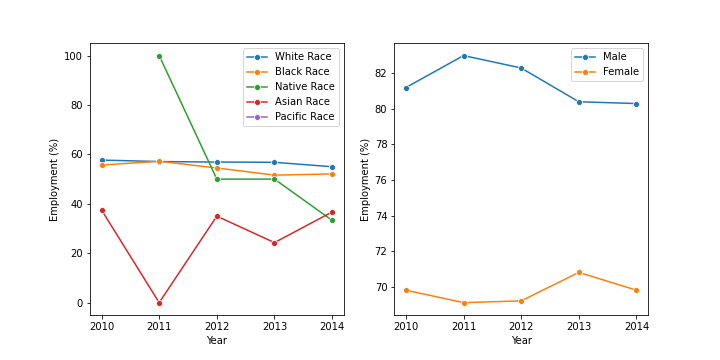 100
80
60
40
20
0
Employment (%)
2010 2011 2012 2013 2014
Year
White Race
Black Race
Native Race
Asian Race
Pacific Race
82
80
78
76
74
72
70
Employment (%)
2010 2011 2012 2013 2014
Year
Male
Female